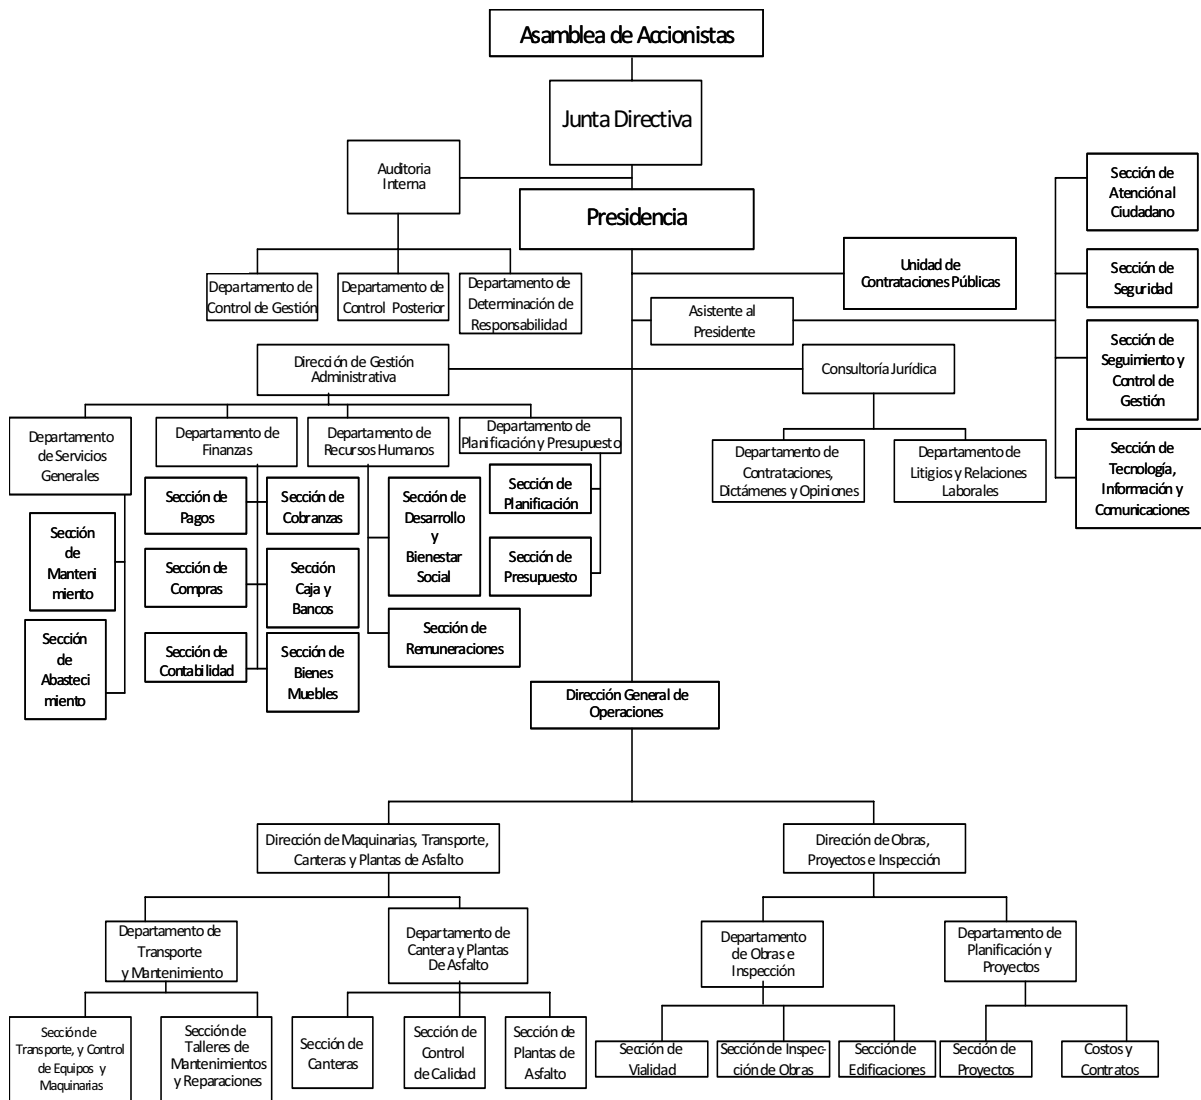 Asamblea de Accionistas
Junta Directiva
Auditoria
Interna
Presidencia
Sección de
Atención al
Ciudadano
Unidad de
Contrataciones Públicas
Sección de
Seguridad
Departamento de
Control de Gestión
Departamento de
Control Posterior
Departamento de
Determinación de
Responsabilidad
Asistente al
Presidente
Sección de
Seguimiento y
Control de
Gestión
Dirección de Gestión
Administrativa
Consultoría Jurídica
Sección de
Tecnología,
Información y
Comunicaciones
Departamento
de Servicios
Generales
Departamento de
Finanzas
Departamento de
Recursos Humanos
Departamento de
Planificación y Presupuesto
Departamento de
Contrataciones,
Dictámenes y Opiniones
Departamento de
Litigios y Relaciones
Laborales
Sección
de
Manteni
miento
Sección
de
Abasteci
miento
Sección de
Pagos
Sección de
Cobranzas
Sección de
Compras
Sección
Caja y
Bancos
Sección de
Contabilidad
Sección de
Bienes
Muebles
Sección de
Desarrollo
y
Bienestar
Social
Sección de
Remuneraciones
Sección de
Planificación
Sección de
Presupuesto
Dirección General de
Operaciones
Dirección de Maquinarias, Transporte,
Canteras y Plantas de Asfalto
Dirección de Obras,
Proyectos e Inspección
Departamento de
Transporte
y Mantenimiento
Departamento de
Cantera y Plantas
De Asfalto
Departamento
de Obras e
Inspección
Departamento de
Planificación y
Proyectos
Sección de
Transporte, y Control
de Equipos y
Maquinarias
Sección de
Talleres de
Mantenimientos
y Reparaciones
Sección de
Canteras
Sección de
Control
de Calidad
Sección de
Plantas de
Asfalto
Sección de
Vialidad
Sección de Inspec-
ción de Obras
Sección de
Edificaciones
Sección de
Proyectos
Costos y
Contratos